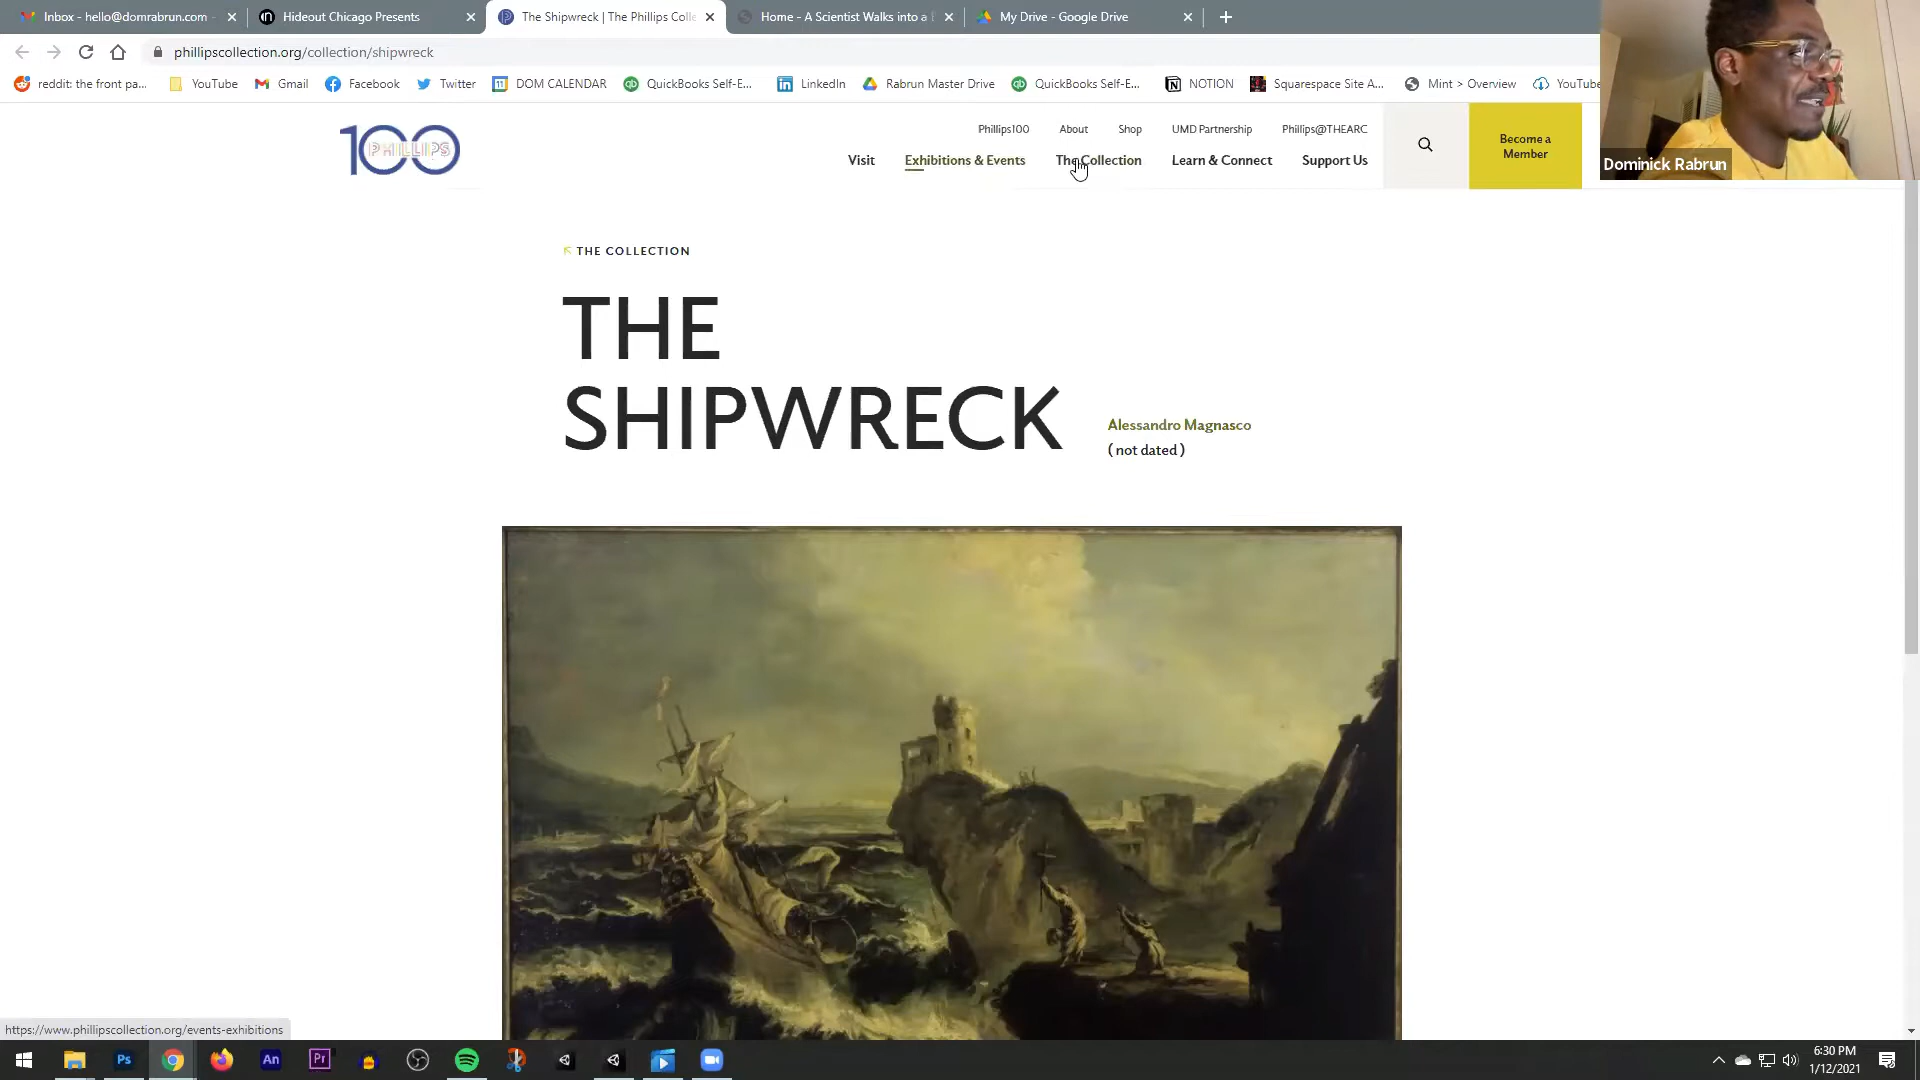 Inbox - hello@domrabrun.com -
Hideout Chicago Presents
The Shipwreck | The Phillips Colle
Home - A Scientist Walks into a
My Drive - Google Drive
phillipscollection.org/collection/shipwreck
reddit: the front pa...
YouTube
Gmail
Facebook
Twitter
11
DOM CALENDAR
QuickBooks Self-E...
LinkedIn
Rabrun Master Drive
QuickBooks Self-E...
NOTION
Squarespace Site A...
Mint > Overview
YouTube
100
PHILLIPS
Phillips100
About
Shop
UMD Partnership
Phillips@THEARC
Visit
Exhibitions & Events
The Collection
Learn & Connect
Support Us
Become a
Member
Dominick Rabrun
THE COLLECTION
THE
SHIPWRECK
Alessandro Magnasco
( not dated )
https://www.phillipscollection.org/events-exhibitions
Ps
An
Pr
6:30 PM
1/12/2021